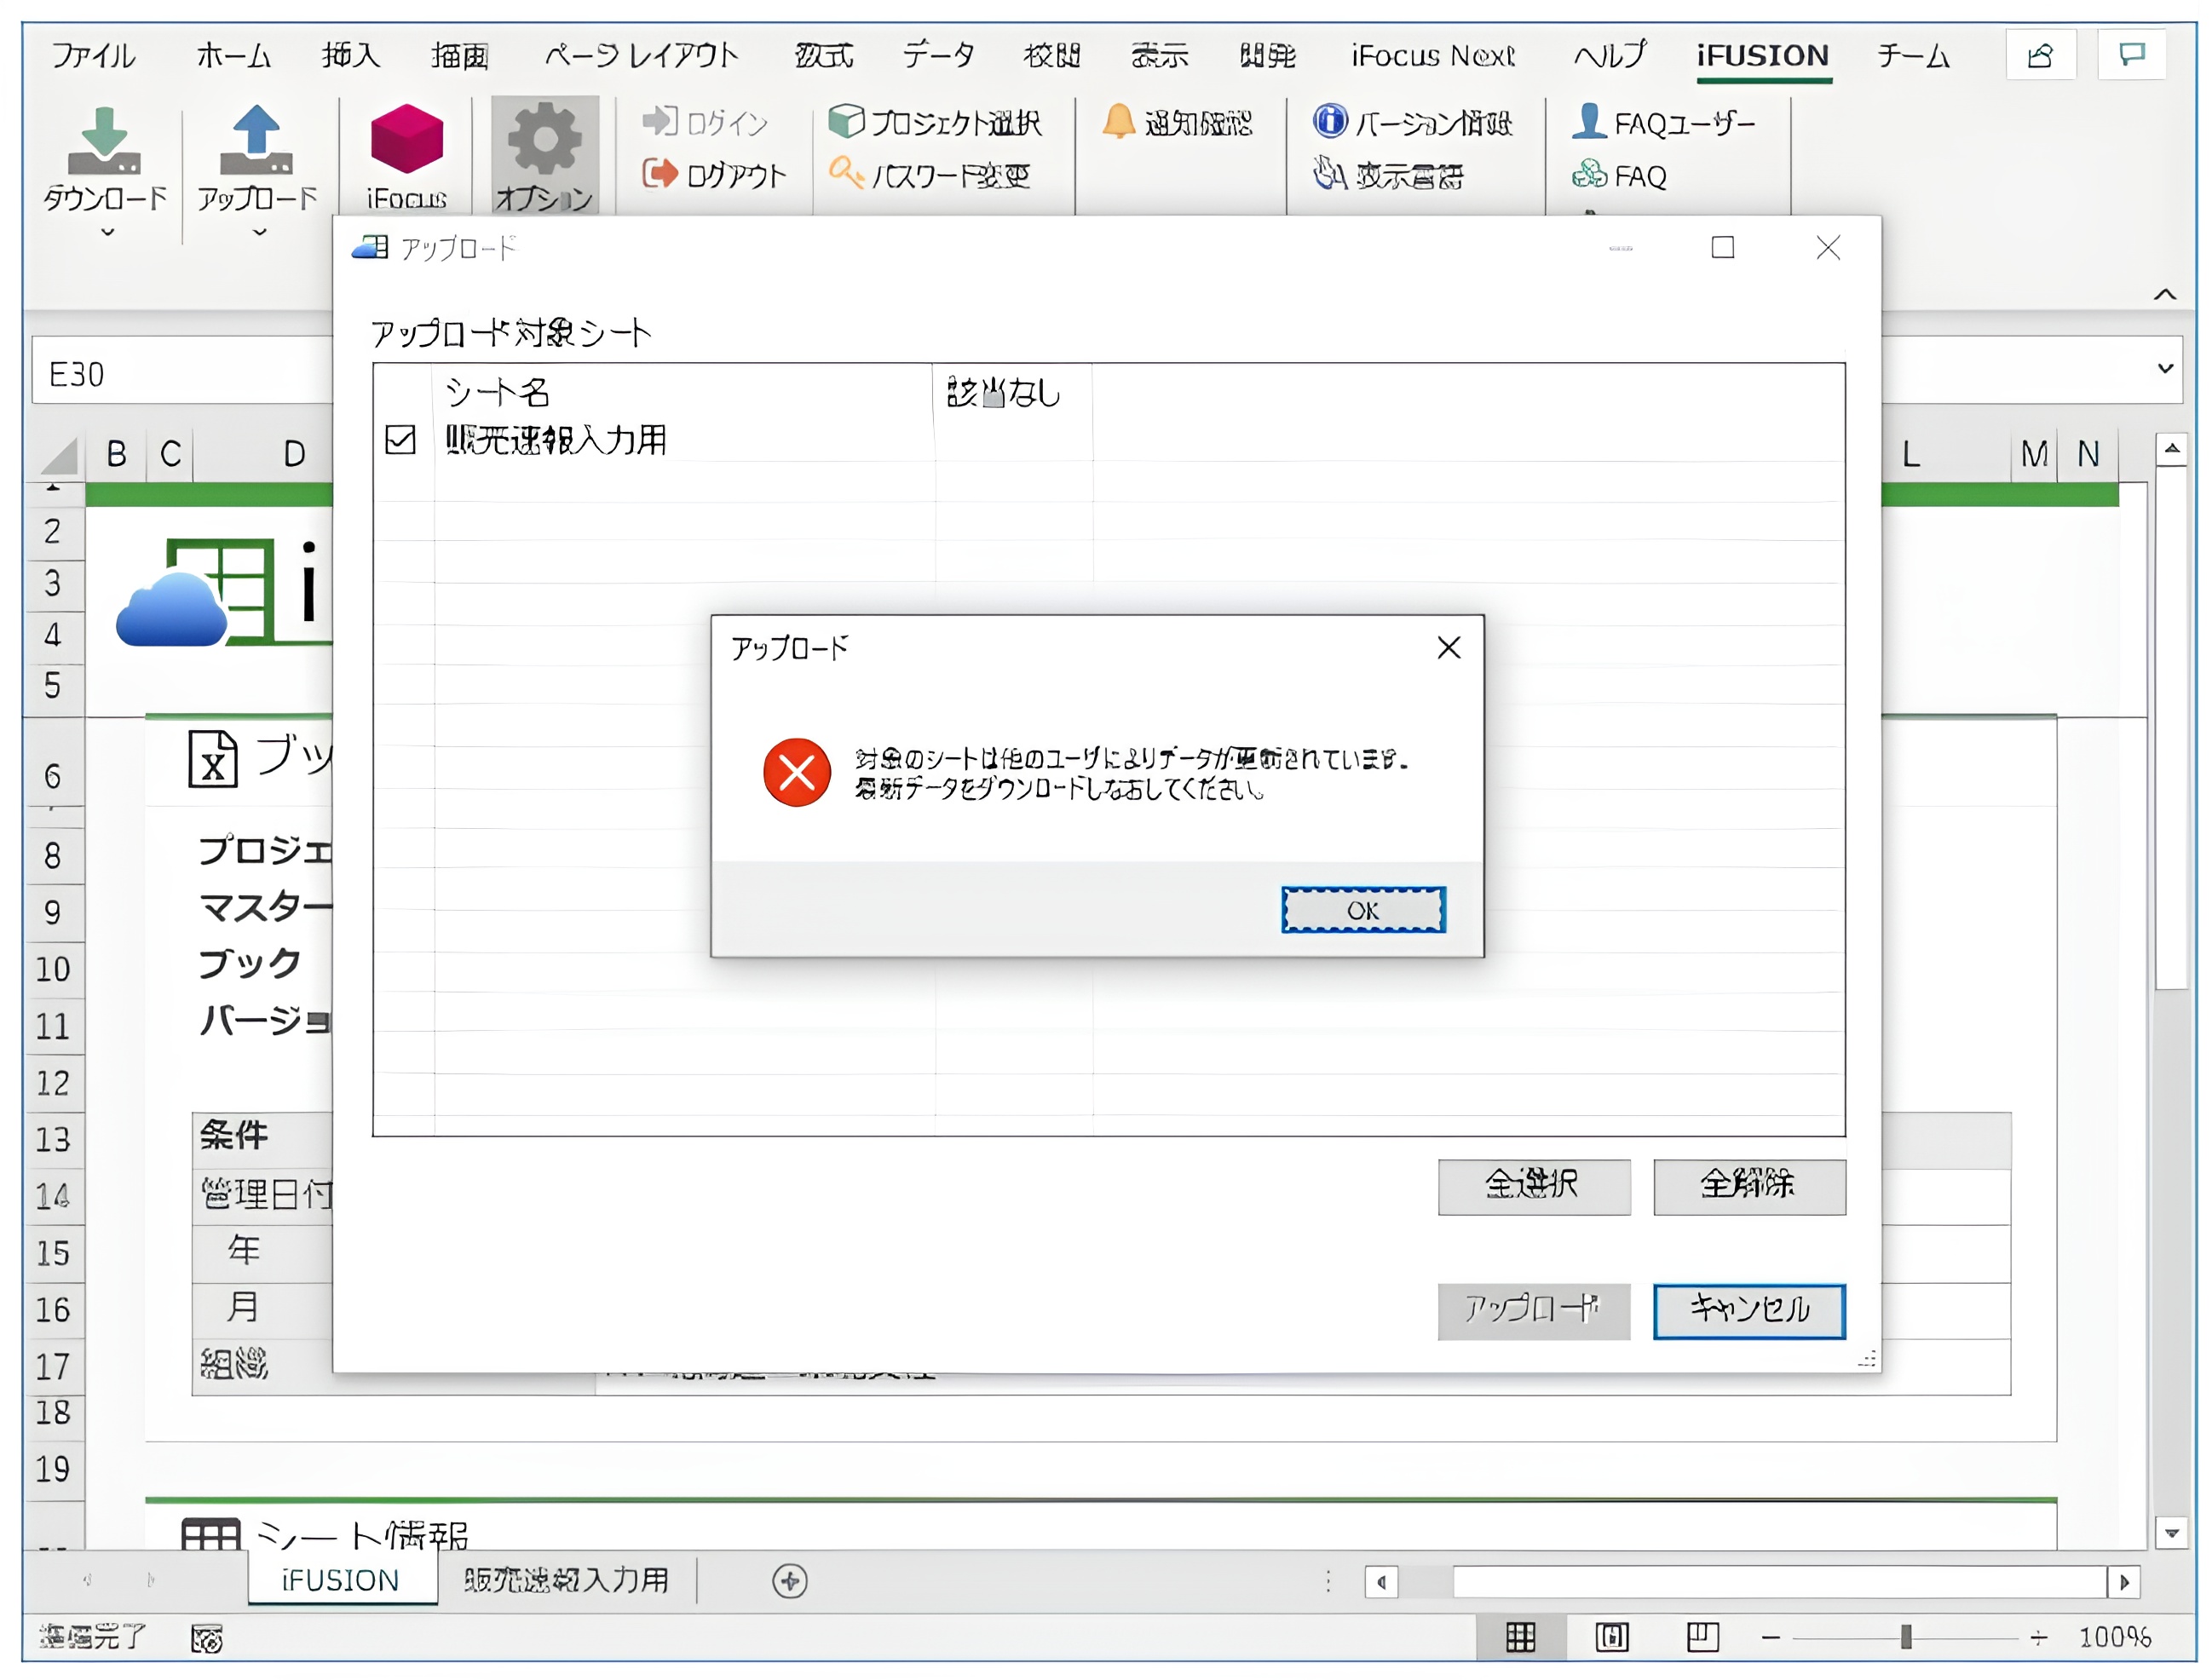 ファイル ホーム 挿入 描画 ページ レイアウト 数式 データ 校閲 表示 開発 iFocus Next ヘルプ iFUSION チーム
ダウンロード アップロード iFocus オプション
ログイン プロジェクト選択 通知機能 バージョン情報 FAQユーザー
ログアウト パスワード変更 表示言語 FAQ
アップロード
アップロード対象シート
E30
シート名 該当なし
販売速報入力用
B C D L M N
2
3
4
5
i
アップロード
対象のシートは他のユーザによりデータが更新されています。
最新データをダウンロードしなおしてください。
OK
6 ブッ
8 プロジェ
9 マスター
10 ブック
11 バージョ
12
13 条件
14 管理日付
15 年
16 月
17 組織
18
19
全選択 全解除
アップロード キャンセル
シート情報
iFUSION 販売速報入力用
準備完了 100%